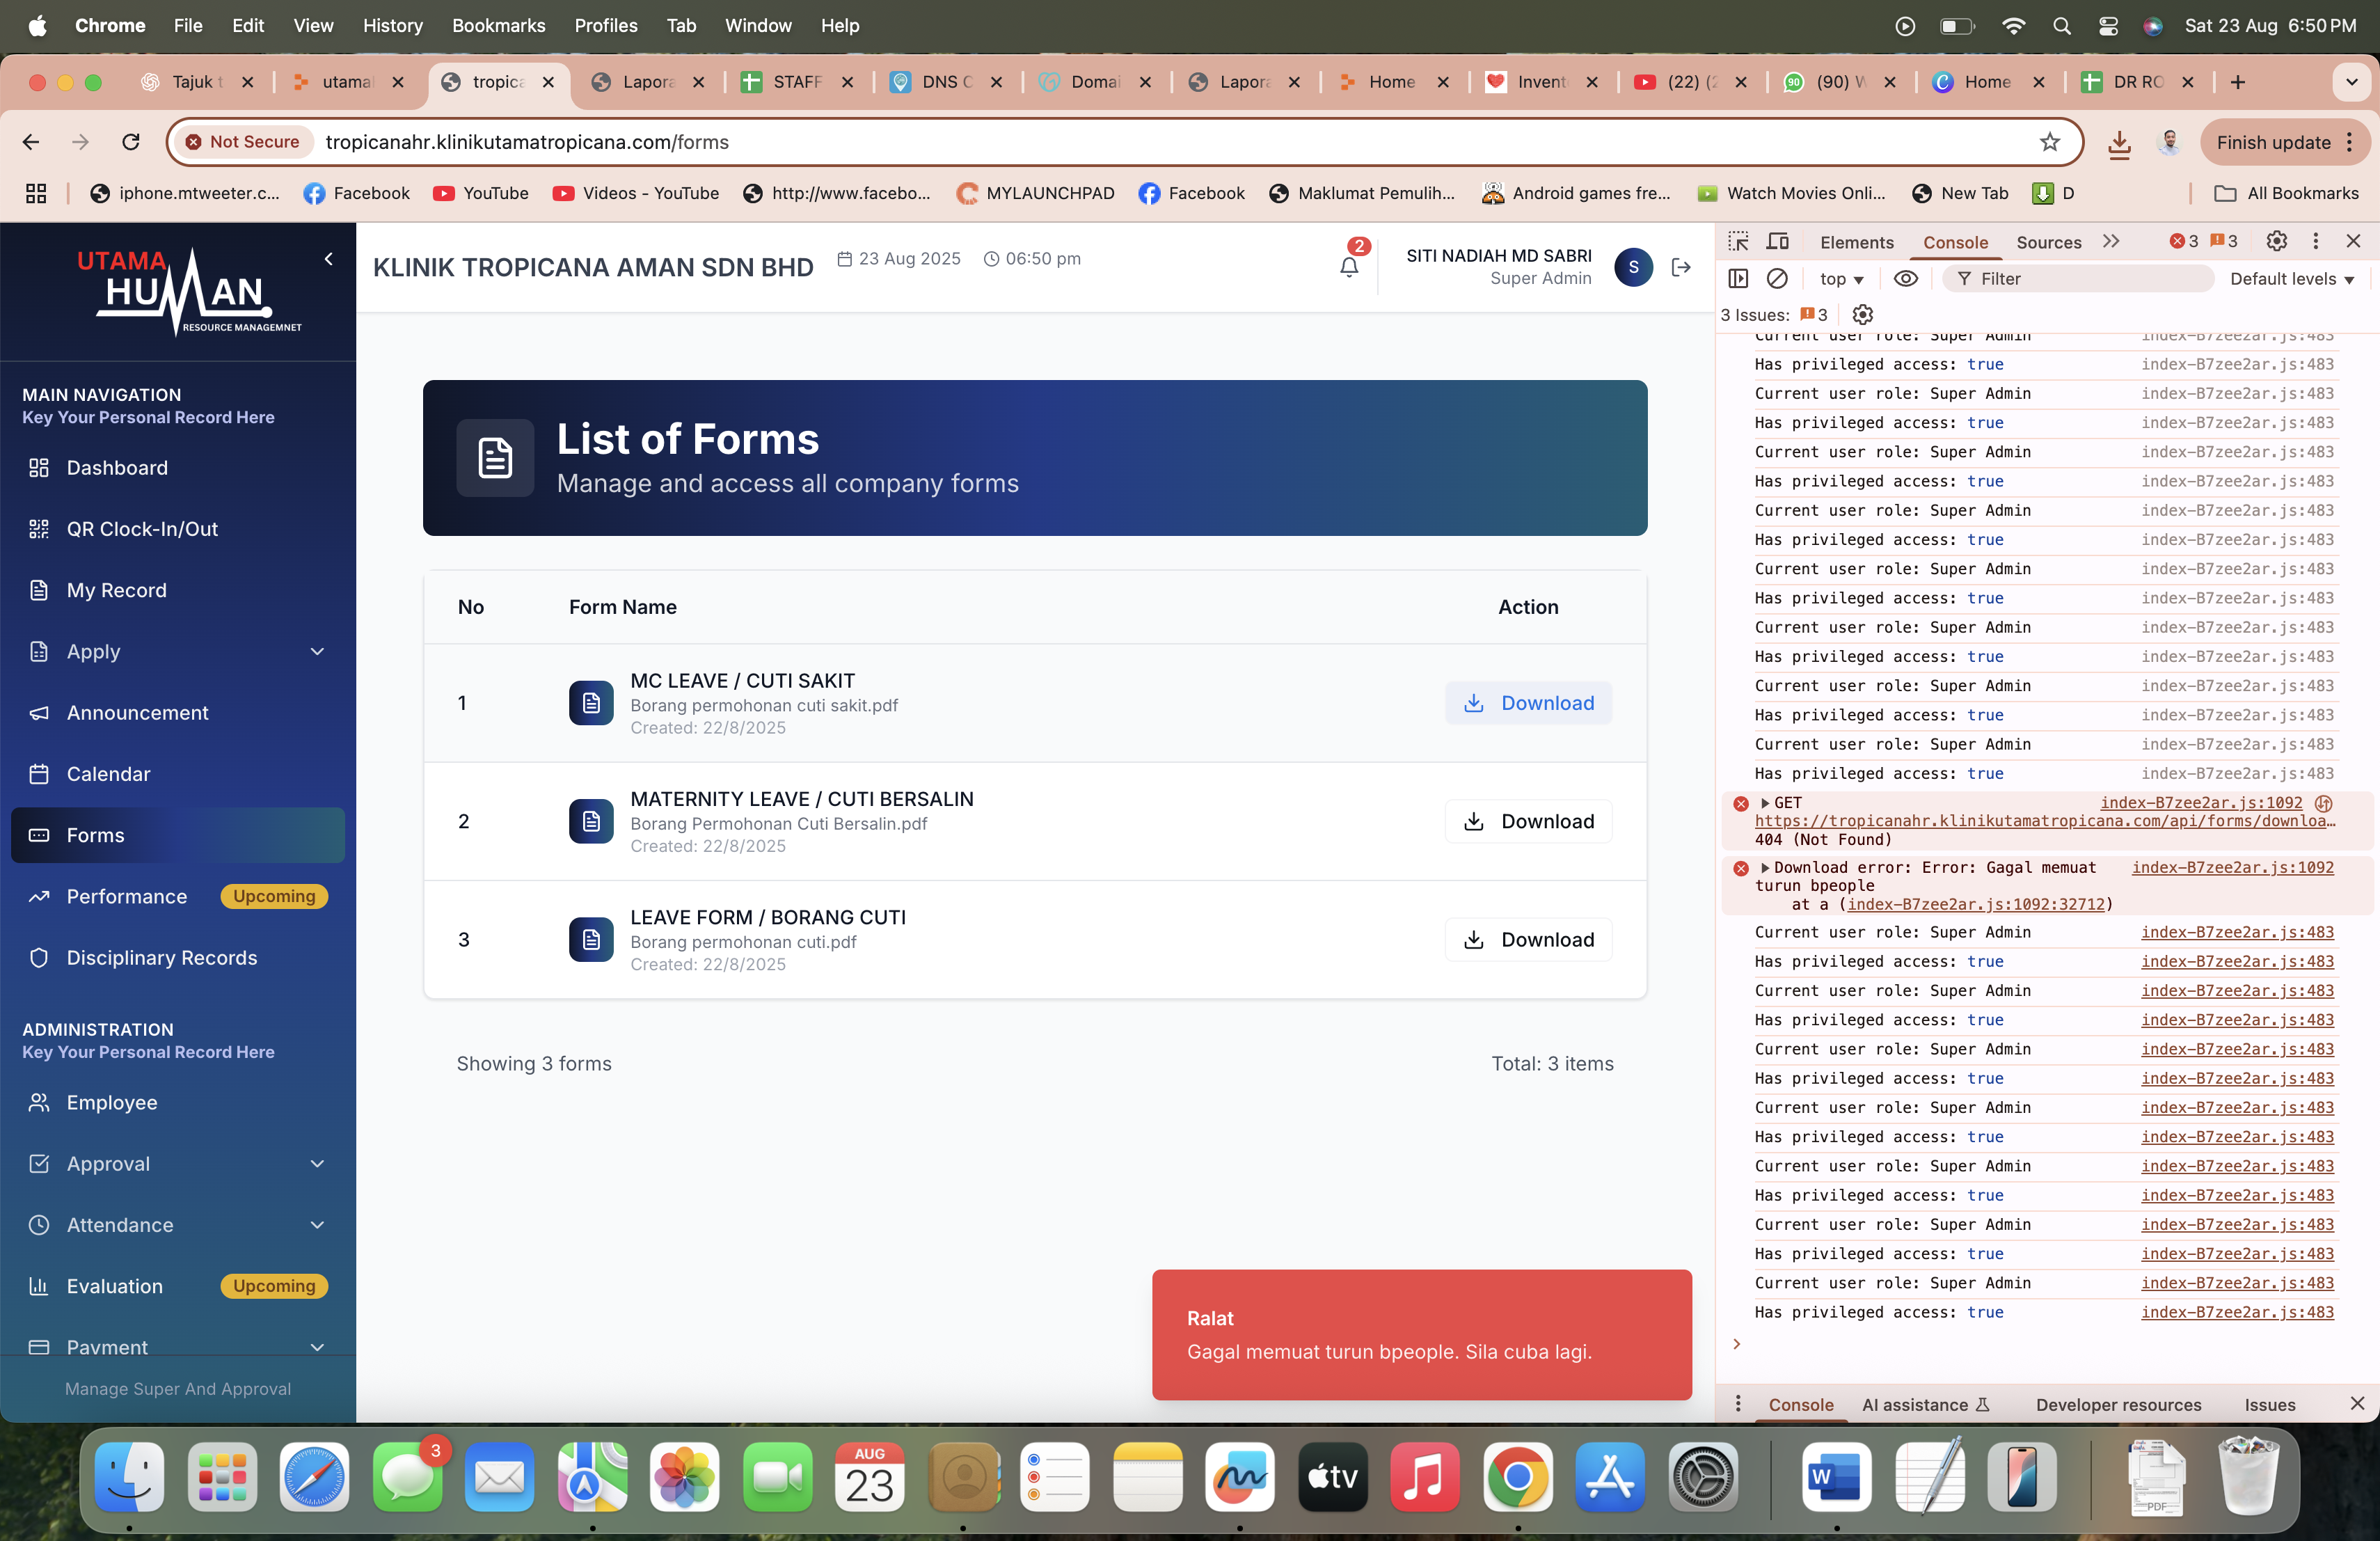 Chrome File Edit View History Bookmarks Profiles Tab Window Help Sat 23 Aug 6:50 PM
Tajuk t utamal tropica Lapora STAFF DNS C Domai Lapora Home Invent (22) (2 (90) W Home DR RO
Not Secure tropicanahr.klinikutamatropicana.com/forms Finish update
iphone.mtweeter.c... Facebook YouTube Videos - YouTube http://www.facebo... MYLAUNCHPAD Facebook Maklumat Pemulih... Android games fre... Watch Movies Onli... New Tab D All Bookmarks
UTAMA
HUMAN
RESOURCE MANAGEMNET
MAIN NAVIGATION
Key Your Personal Record Here
Dashboard
QR Clock-In/Out
My Record
Apply
Announcement
Calendar
Forms
Performance Upcoming
Disciplinary Records
ADMINISTRATION
Key Your Personal Record Here
Employee
Approval
Attendance
Evaluation Upcoming
Payment
Manage Super And Approval
KLINIK TROPICANA AMAN SDN BHD 23 Aug 2025 06:50 pm
2
SITI NADIAH MD SABRI
Super Admin
S
List of Forms
Manage and access all company forms
No Form Name Action
1 MC LEAVE / CUTI SAKIT
Borang permohonan cuti sakit.pdf
Created: 22/8/2025
Download
2 MATERNITY LEAVE / CUTI BERSALIN
Borang Permohonan Cuti Bersalin.pdf
Created: 22/8/2025
Download
3 LEAVE FORM / BORANG CUTI
Borang permohonan cuti.pdf
Created: 22/8/2025
Download
Showing 3 forms Total: 3 items
Ralat
Gagal memuat turun bpeople. Sila cuba lagi.
Elements Console Sources 3 3
top Filter Default levels
3 Issues: 3
Current user role: Super Admin index-B7zee2ar.js:483
Has privileged access: true index-B7zee2ar.js:483
Current user role: Super Admin index-B7zee2ar.js:483
Has privileged access: true index-B7zee2ar.js:483
Current user role: Super Admin index-B7zee2ar.js:483
Has privileged access: true index-B7zee2ar.js:483
Current user role: Super Admin index-B7zee2ar.js:483
Has privileged access: true index-B7zee2ar.js:483
Current user role: Super Admin index-B7zee2ar.js:483
Has privileged access: true index-B7zee2ar.js:483
Current user role: Super Admin index-B7zee2ar.js:483
Has privileged access: true index-B7zee2ar.js:483
Current user role: Super Admin index-B7zee2ar.js:483
Has privileged access: true index-B7zee2ar.js:483
Current user role: Super Admin index-B7zee2ar.js:483
Has privileged access: true index-B7zee2ar.js:483
GET index-B7zee2ar.js:1092
https://tropicanahr.klinikutamatropicana.com/api/forms/downloa...
404 (Not Found)
Download error: Error: Gagal memuat index-B7zee2ar.js:1092
turun bpeople
at a (index-B7zee2ar.js:1092:32712)
Current user role: Super Admin index-B7zee2ar.js:483
Has privileged access: true index-B7zee2ar.js:483
Current user role: Super Admin index-B7zee2ar.js:483
Has privileged access: true index-B7zee2ar.js:483
Current user role: Super Admin index-B7zee2ar.js:483
Has privileged access: true index-B7zee2ar.js:483
Current user role: Super Admin index-B7zee2ar.js:483
Has privileged access: true index-B7zee2ar.js:483
Current user role: Super Admin index-B7zee2ar.js:483
Has privileged access: true index-B7zee2ar.js:483
Current user role: Super Admin index-B7zee2ar.js:483
Has privileged access: true index-B7zee2ar.js:483
Current user role: Super Admin index-B7zee2ar.js:483
Has privileged access: true index-B7zee2ar.js:483
Console AI assistance Developer resources Issues
3
AUG
23
tv
W
PDF